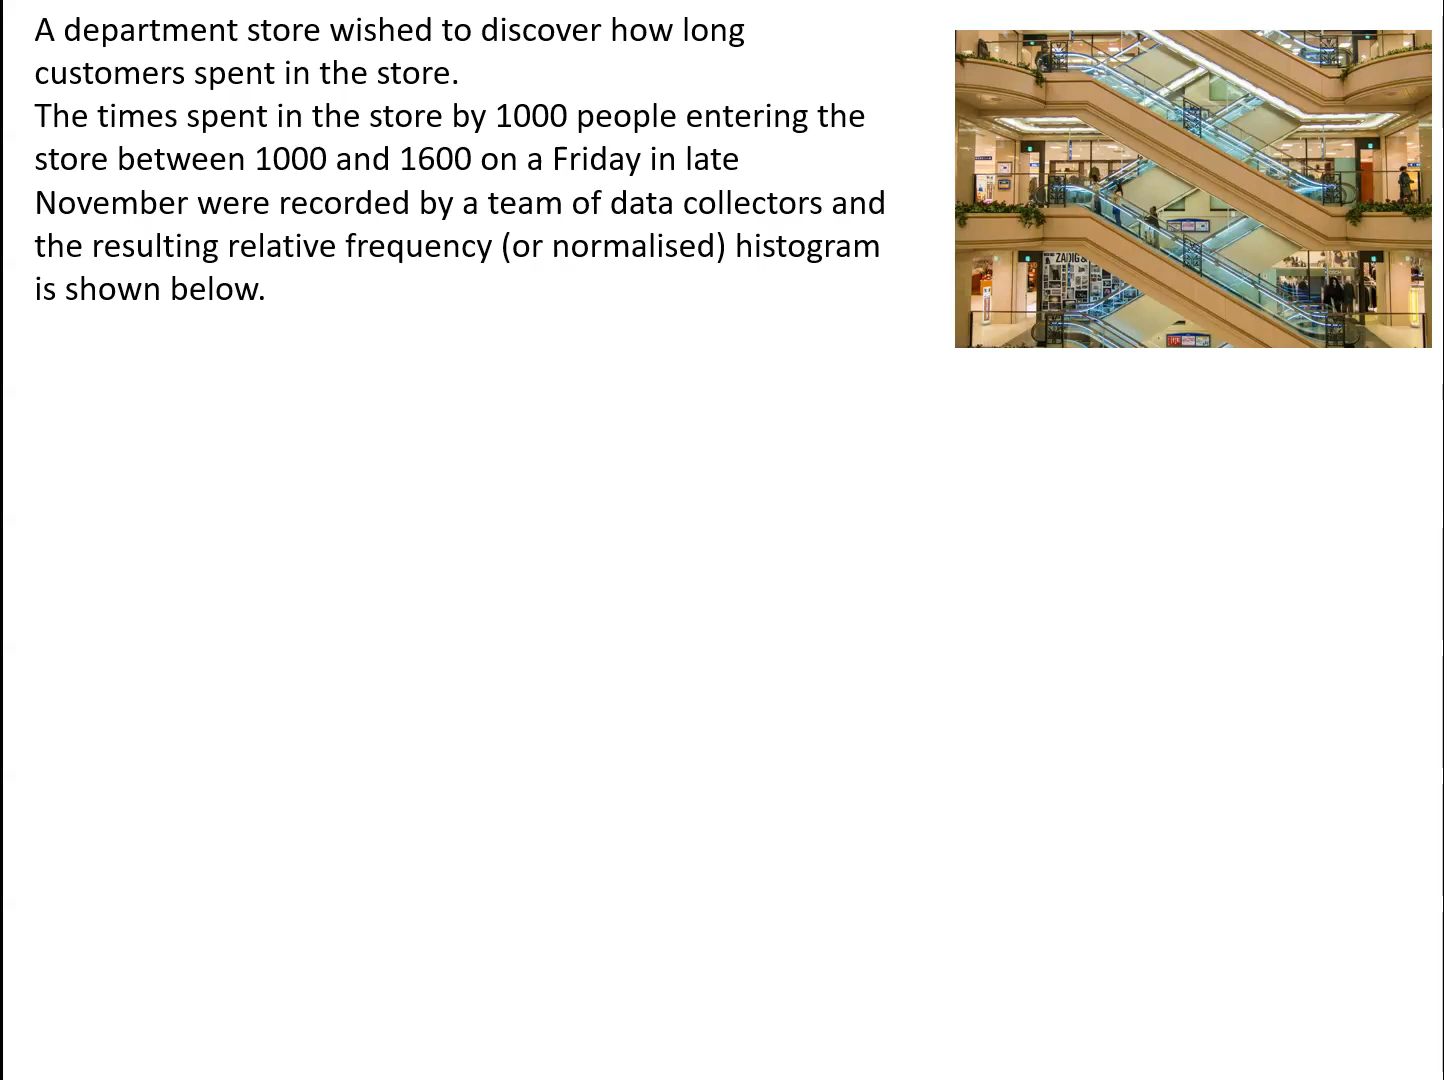 A department store wished to discover how long
customers spent in the store.
The times spent in the store by 1000 people entering the
store between 1000 and 1600 on a Friday in late
November were recorded by a team of data collectors and
the resulting relative frequency (or normalised) histogram
is shown below.